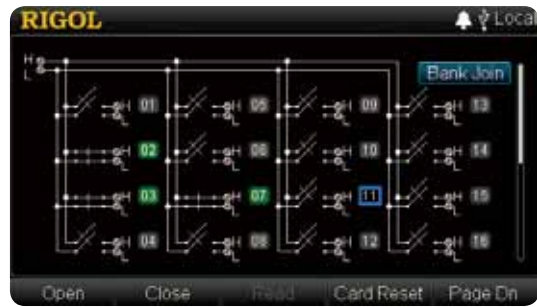 RIGOL Local
H
L Bank Join
H 01 H 05 H 09 H 13
L L L L
H 02 H 06 H 10 H 14
L L L L
H 03 H 07 H 11 H 15
L L L L
H 04 H 08 H 12 H 16
L L L L
Open Close Read Card Reset Page Dn